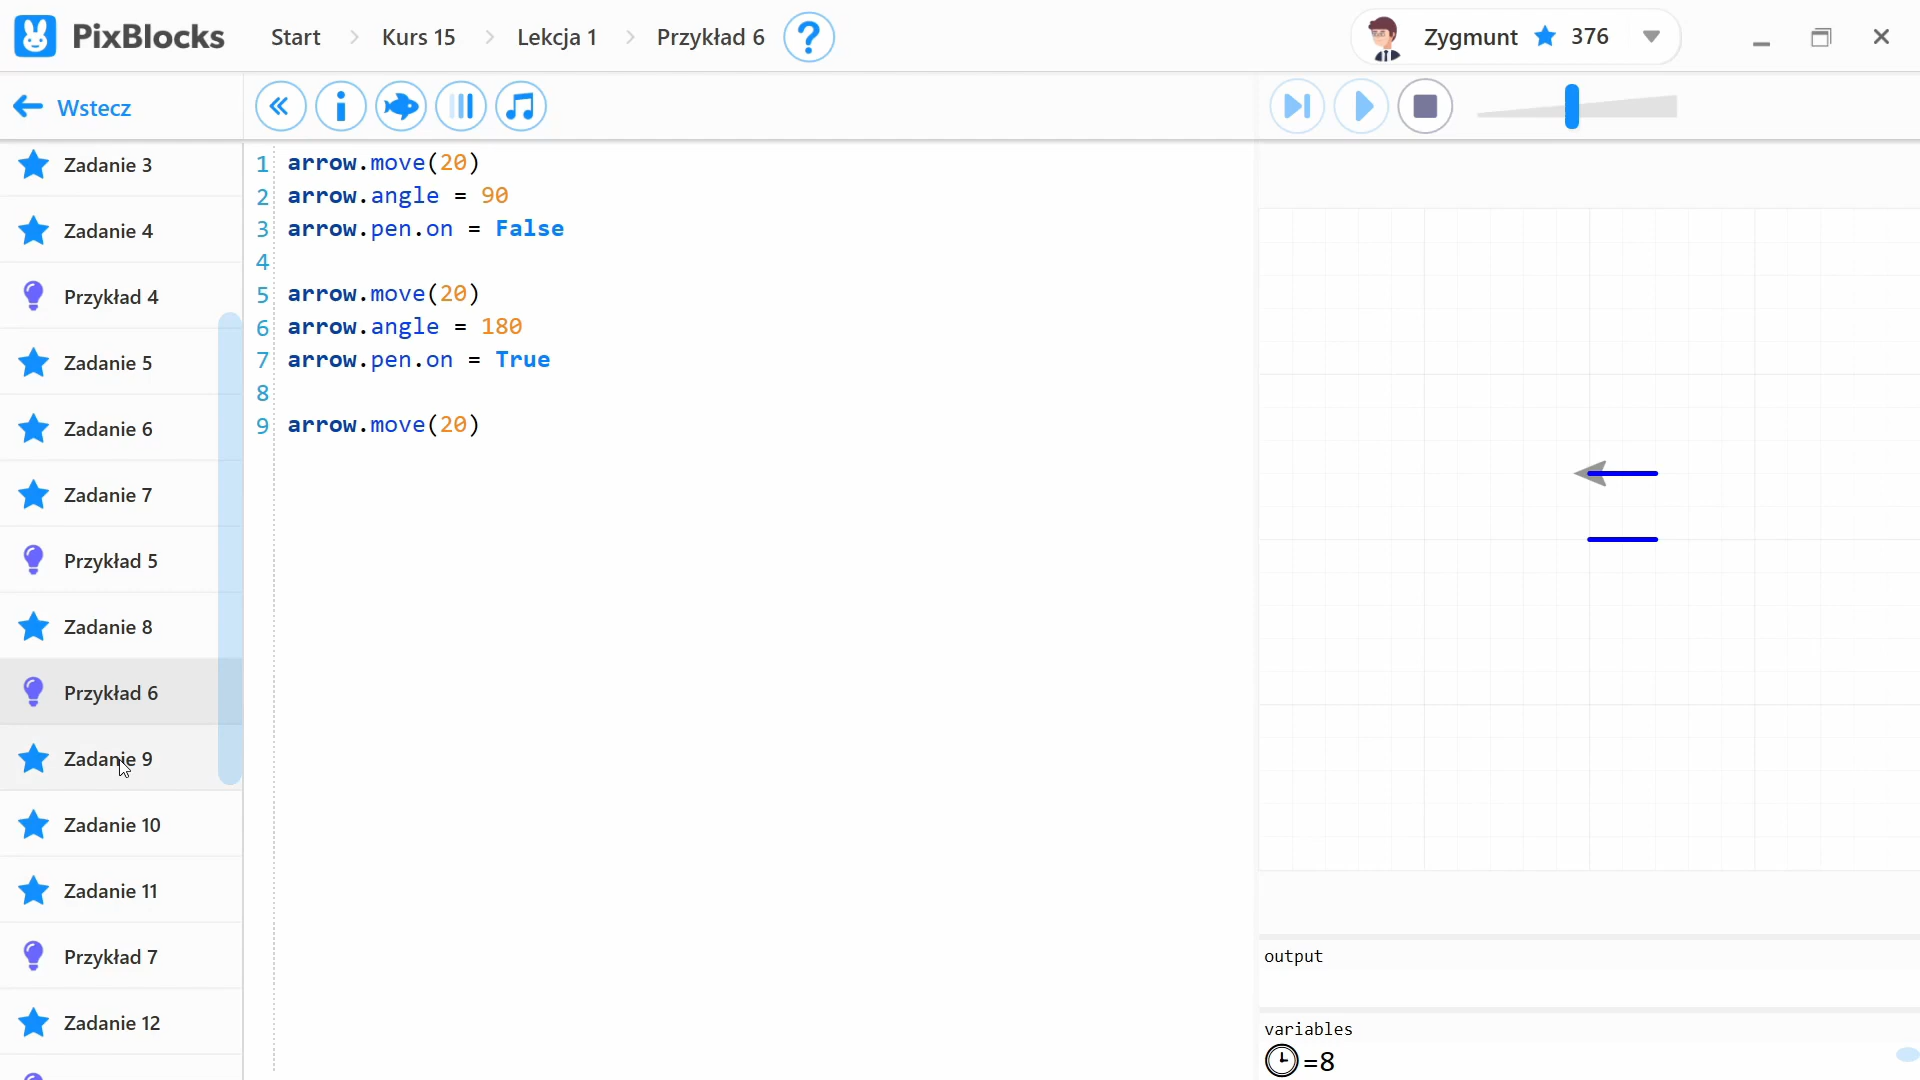 PixBlocks Start Kurs 15 Lekcja 1 Przykład 6 ? Zygmunt 376
Wstecz
Zadanie 3
Zadanie 4
Przykład 4
Zadanie 5
Zadanie 6
Zadanie 7
Przykład 5
Zadanie 8
Przykład 6
Zadanie 9
Zadanie 10
Zadanie 11
Przykład 7
Zadanie 12
1 arrow.move(20)
2 arrow.angle = 90
3 arrow.pen.on = False
4
5 arrow.move(20)
6 arrow.angle = 180
7 arrow.pen.on = True
8
9 arrow.move(20)
output
variables
=8